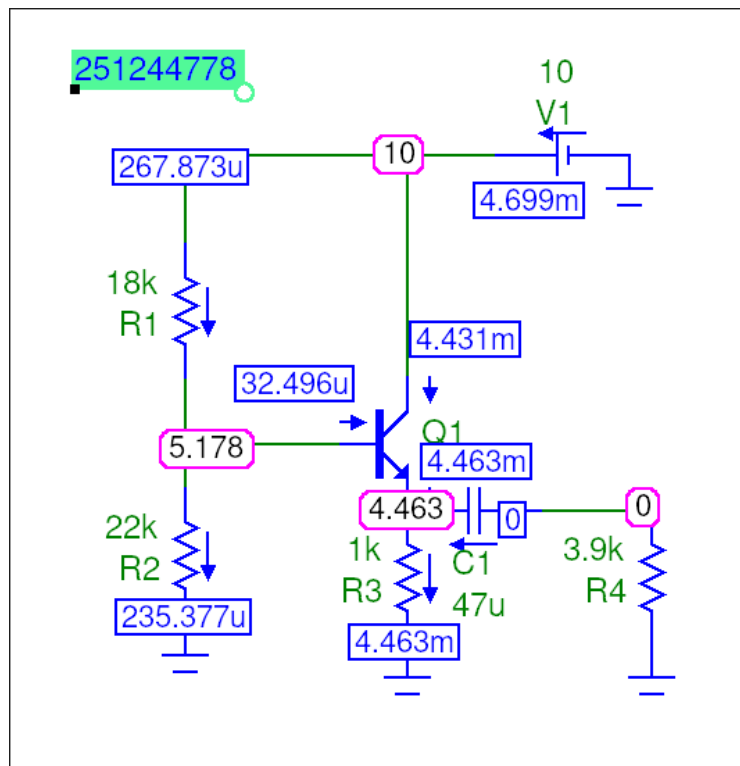 251244778
10
V1
267.873u
10
4.699m
18k
R1
4.431m
32.496u
Q1
5.178
4.463m
4.463
0
0
22k
R2
1k
R3
C1
47u
3.9k
R4
235.377u
4.463m